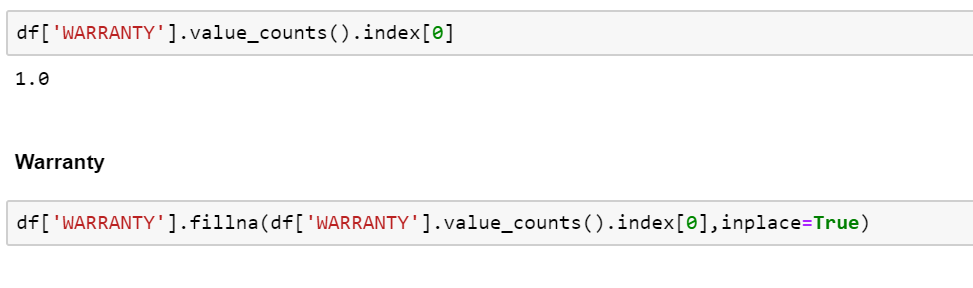 df['WARRANTY'].value_counts().index[0]
1.0
Warranty
df['WARRANTY'].fillna(df['WARRANTY'].value_counts().index[0],inplace=True)